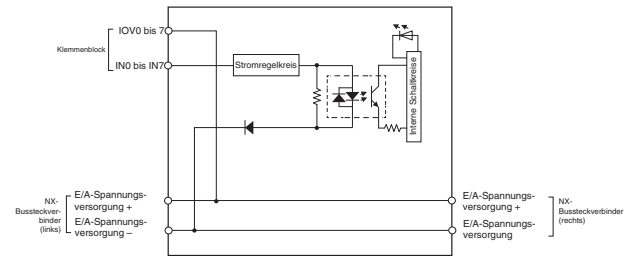 IOV0 bis 7
Klemmenblock
IN0 bis IN7
Stromregelkreis
Interne Schaltkreise
NX-
Bussteckver-
binder
(links)
E/A-Spannungs-
versorgung +
E/A-Spannungs-
versorgung –
E/A-Spannungs-
versorgung +
E/A-Spannungs-
versorgung
NX-
Bussteckverbinder
(rechts)